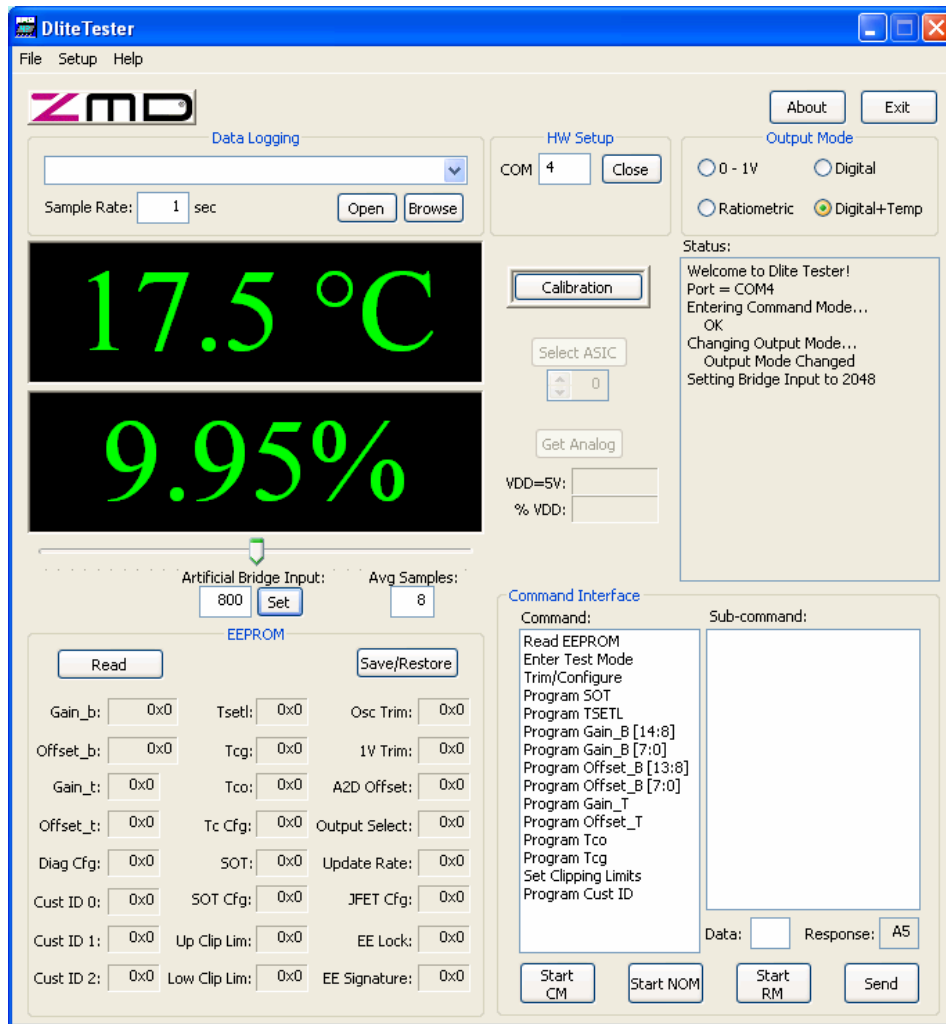 DliteTester
File Setup Help
ZMD
About Exit
Data Logging
Sample Rate: 1 sec Open Browse
HW Setup
COM 4 Close
Output Mode
0 - 1V Digital
Ratiometric Digital+Temp
17.5 °C
9.95%
Calibration
Select ASIC
0
Get Analog
VDD=5V:
% VDD:
Status:
Welcome to Dlite Tester!
Port = COM4
Entering Command Mode...
OK
Changing Output Mode...
Output Mode Changed
Setting Bridge Input to 2048
Artificial Bridge Input: Avg Samples:
800 Set 8
EEPROM
Read Save/Restore
Gain_b: 0x0 Tsetl: 0x0 Osc Trim: 0x0
Offset_b: 0x0 Tcg: 0x0 1V Trim: 0x0
Gain_t: 0x0 Tco: 0x0 A2D Offset: 0x0
Offset_t: 0x0 Tc Cfg: 0x0 Output Select: 0x0
Diag Cfg: 0x0 SOT: 0x0 Update Rate: 0x0
Cust ID 0: 0x0 SOT Cfg: 0x0 JFET Cfg: 0x0
Cust ID 1: 0x0 Up Clip Lim: 0x0 EE Lock: 0x0
Cust ID 2: 0x0 Low Clip Lim: 0x0 EE Signature: 0x0
Command Interface
Command: Sub-command:
Read EEPROM
Enter Test Mode
Trim/Configure
Program SOT
Program TSETL
Program Gain_B [14:8]
Program Gain_B [7:0]
Program Offset_B [13:8]
Program Offset_B [7:0]
Program Gain_T
Program Offset_T
Program Tco
Program Tcg
Set Clipping Limits
Program Cust ID
Data: Response: A5
Start CM Start NOM Start RM Send